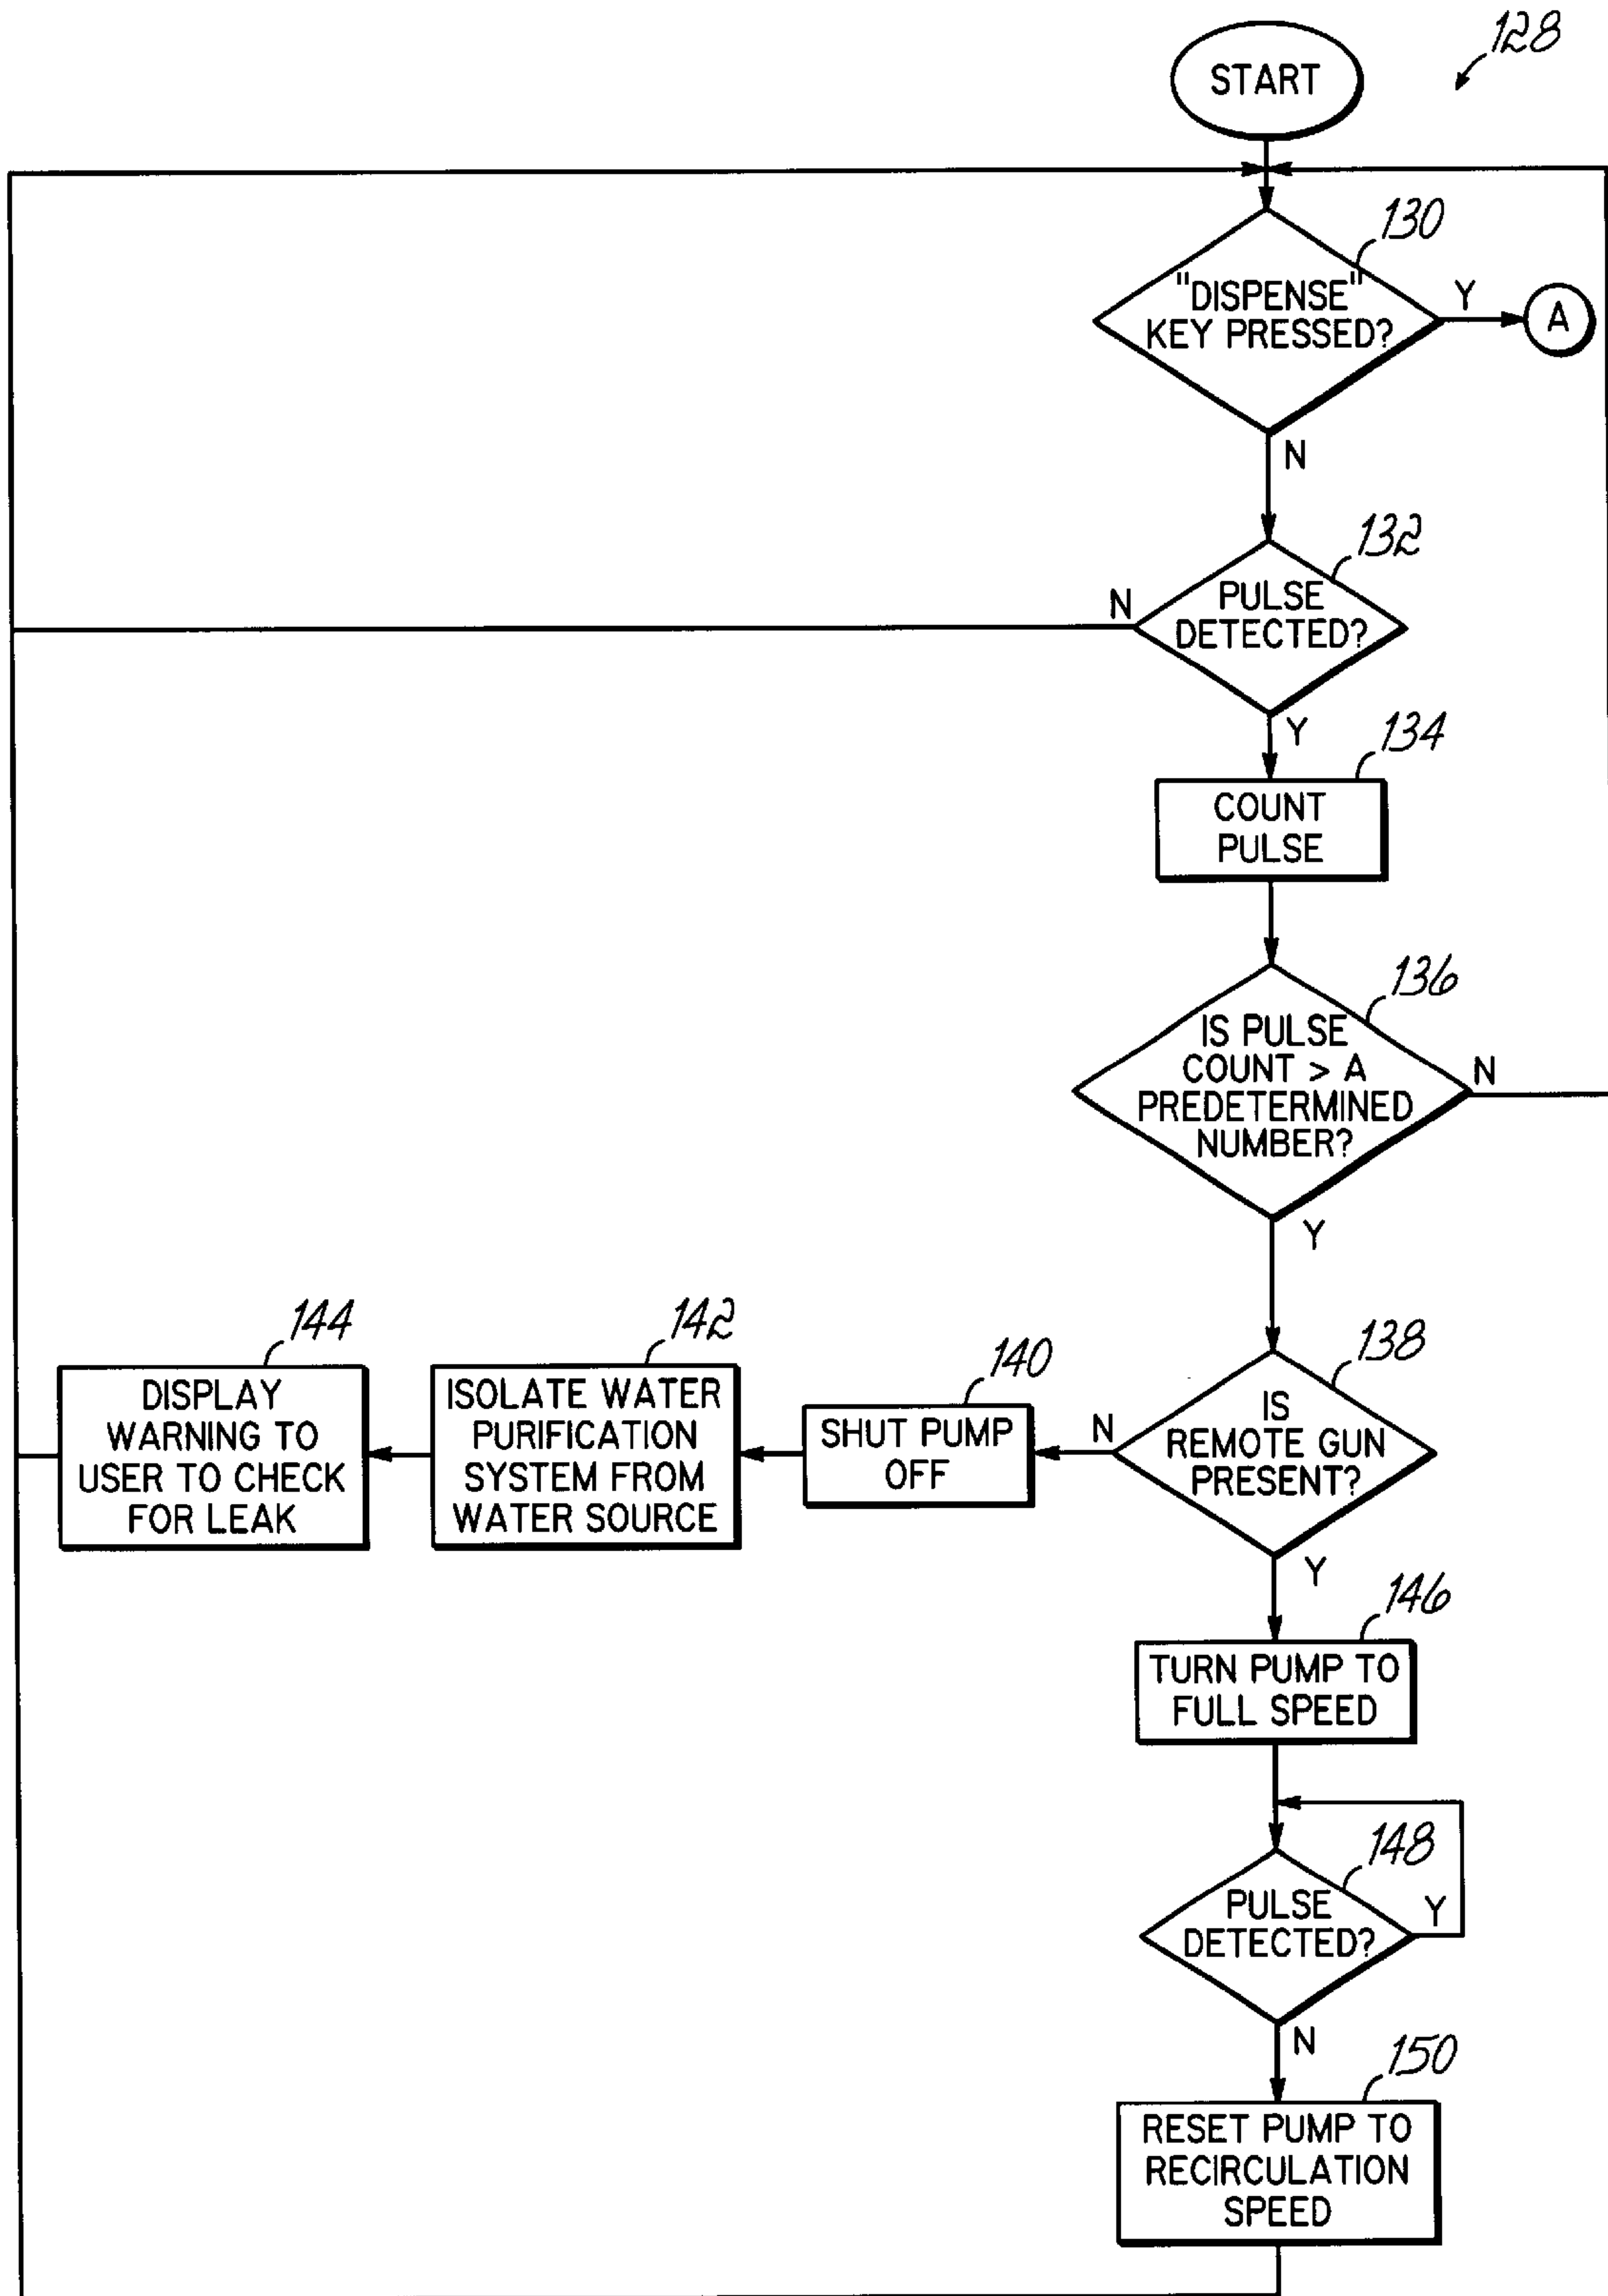 128
START
130
"DISPENSE"
KEY PRESSED?
Y
A
N
132
N
PULSE
DETECTED?
Y
134
COUNT
PULSE
136
IS PULSE
COUNT > A
PREDETERMINED
NUMBER?
N
Y
138
IS
REMOTE GUN
PRESENT?
N
140
SHUT PUMP
OFF
142
ISOLATE WATER
PURIFICATION
SYSTEM FROM
WATER SOURCE
144
DISPLAY
WARNING TO
USER TO CHECK
FOR LEAK
Y
146
TURN PUMP TO
FULL SPEED
148
PULSE
DETECTED?
Y
N
150
RESET PUMP TO
RECIRCULATION
SPEED